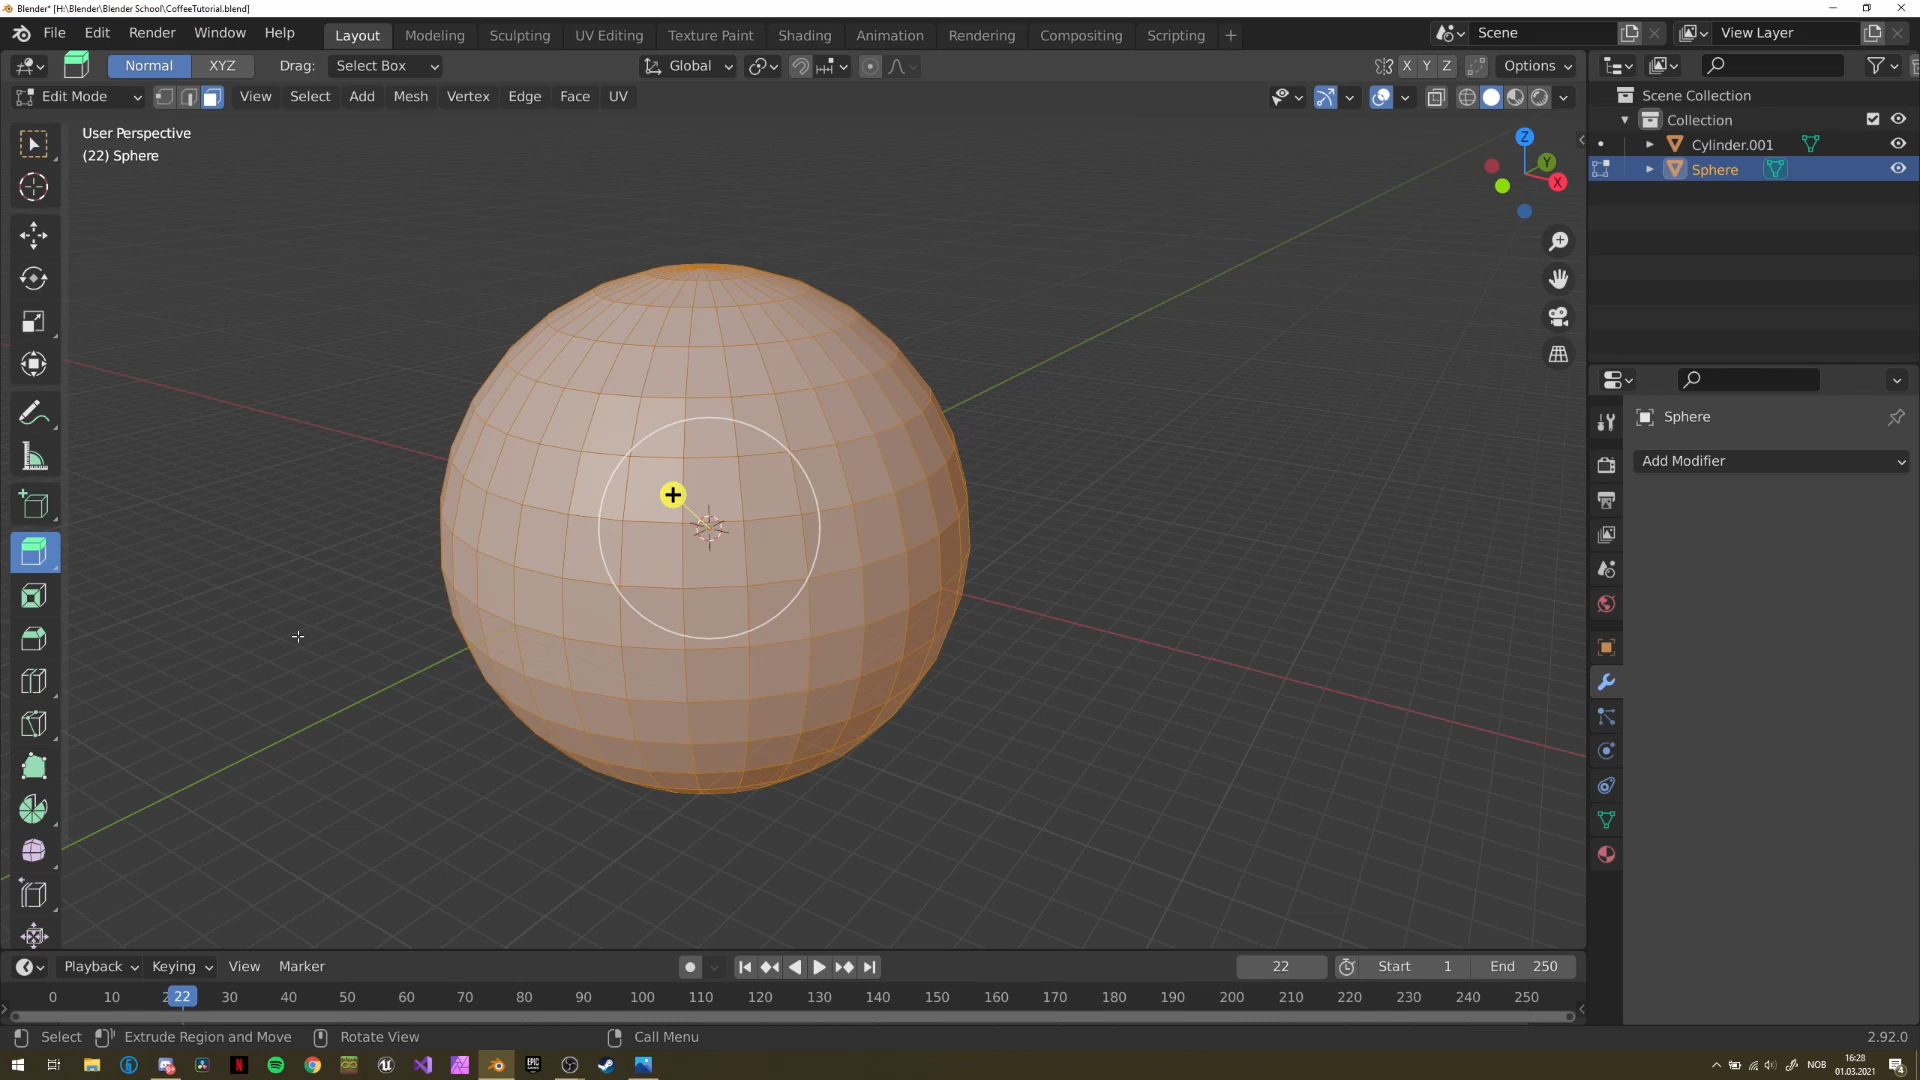 Blender* [H:\Blender\Blender School\CoffeeTutorial.blend]
File Edit Render Window Help Layout Modeling Sculpting UV Editing Texture Paint Shading Animation Rendering Compositing Scripting + Scene View Layer
Normal XYZ Drag: Select Box Global X Y Z Options
Edit Mode View Select Add Mesh Vertex Edge Face UV
User Perspective
(22) Sphere
Z
Y
X
Scene Collection
Collection
Cylinder.001
Sphere
Sphere
Add Modifier
Playback Keying View Marker 22 Start 1 End 250
0 10 22 30 40 50 60 70 80 90 100 110 120 130 140 150 160 170 180 190 200 210 220 230 240 250
Select Extrude Region and Move Rotate View Call Menu 2.92.0
NOB
16:28
01.03.2021